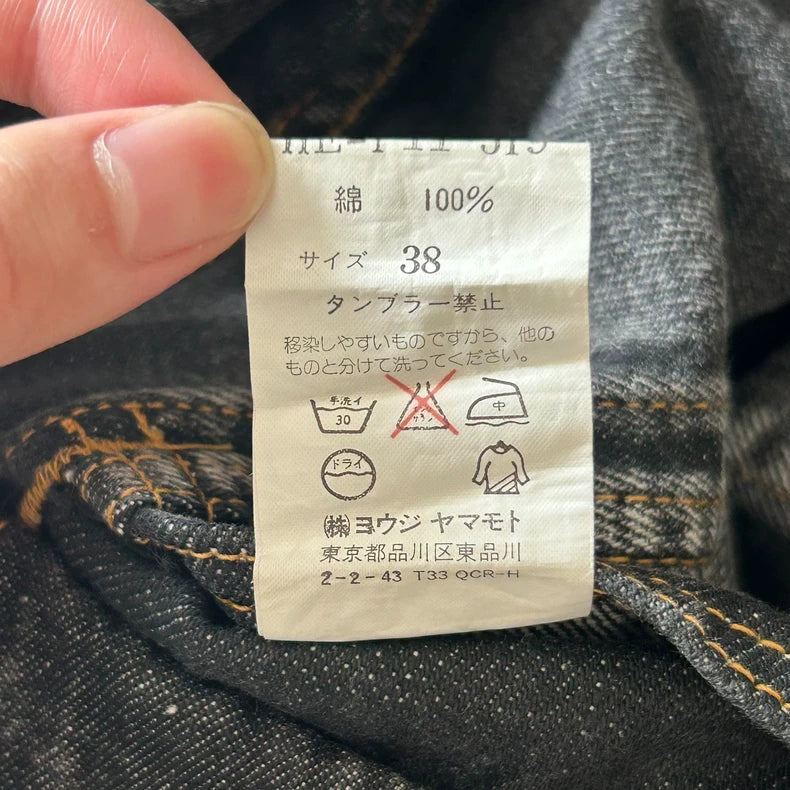 綿 100%
サイズ 38
タンブラー禁止
移染しやすいものですから、他の
ものと分けて洗ってください。
手洗イ 30
中
ドライ
㈱ヨウジ ヤマモト
東京都品川区東品川
2-2-43 T33 QCR-H